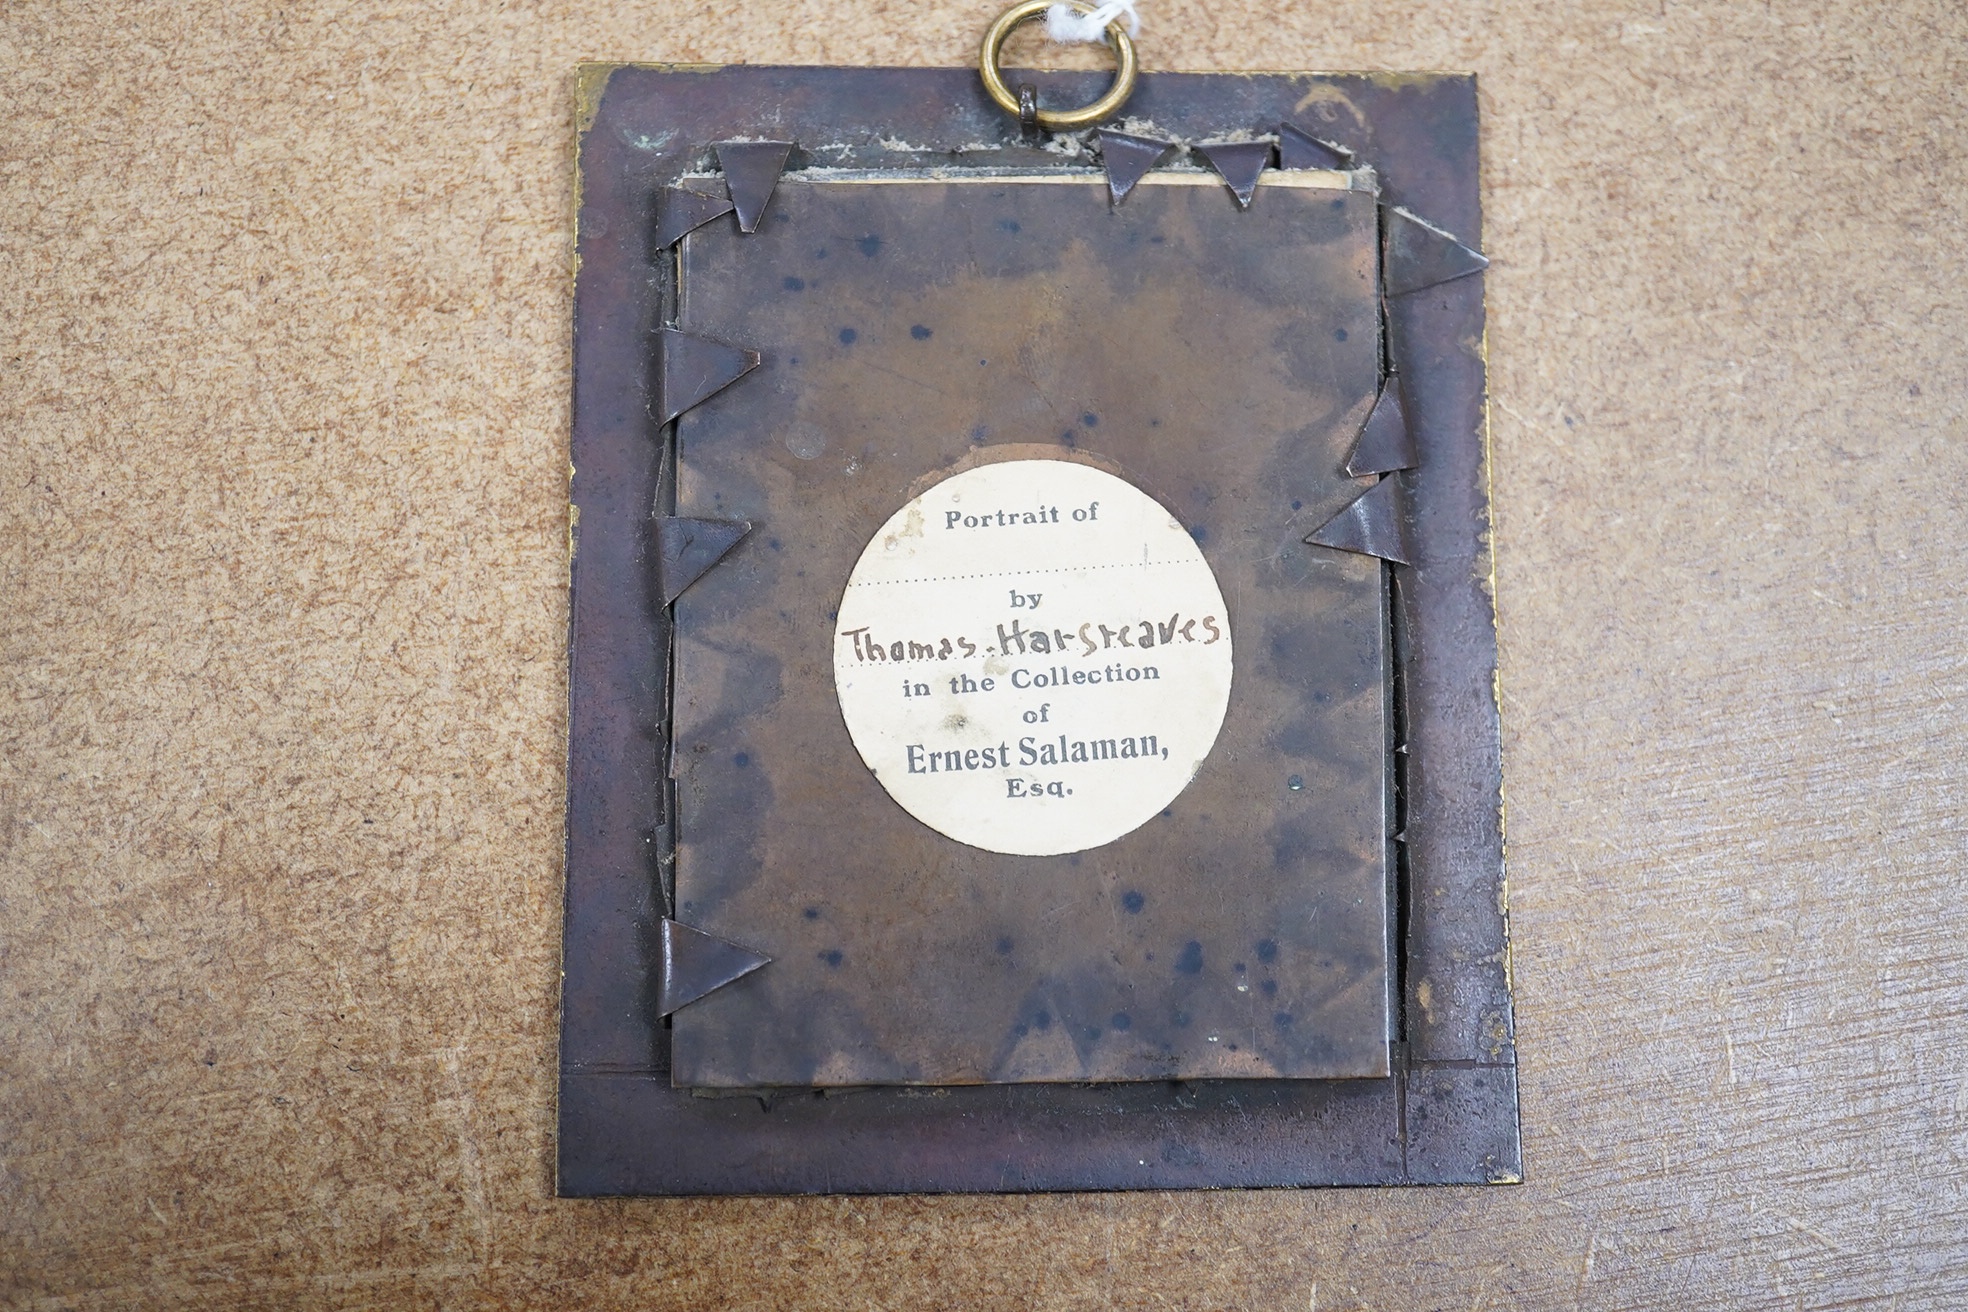 Portrait of
by
Thomas. Hargreaves
in the Collection
of
Ernest Salaman,
Esq.